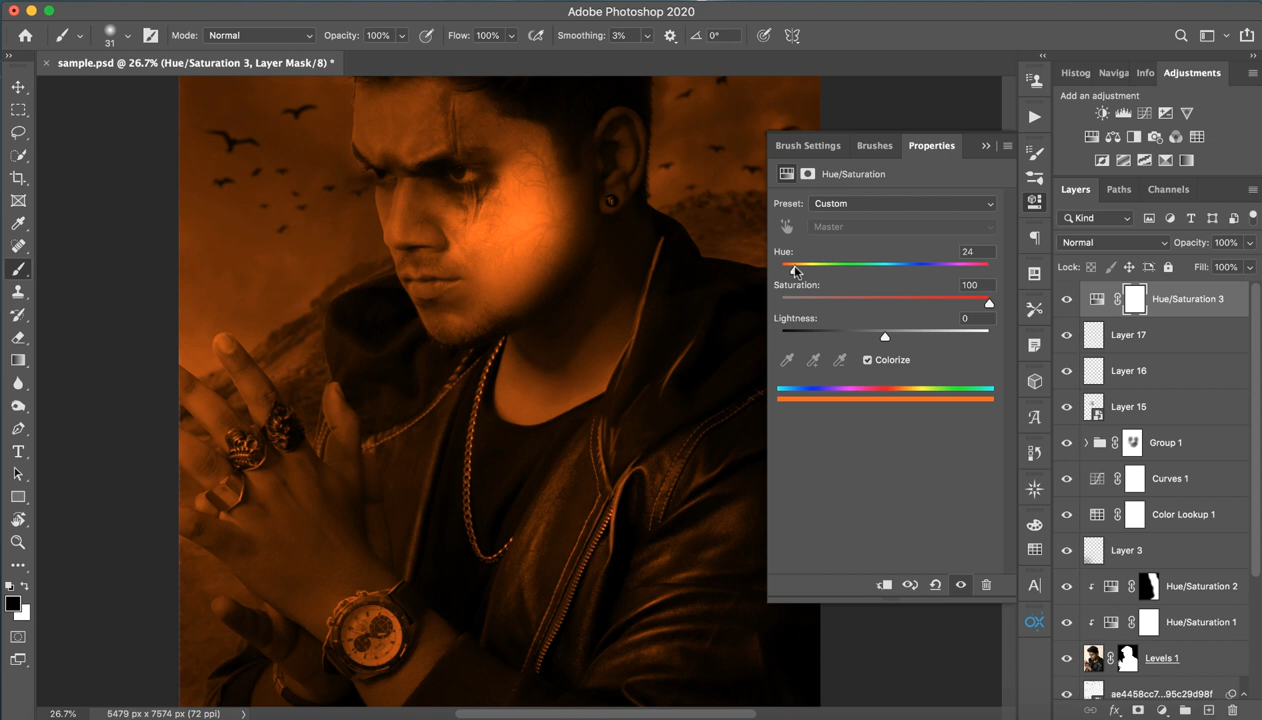 Adobe Photoshop 2020
31 Mode: Normal Opacity: 100% Flow: 100% Smoothing: 3% 0°
sample.psd @ 26.7% (Hue/Saturation 3, Layer Mask/8) *
Histog Naviga Info Adjustments
Add an adjustment
Brush Settings Brushes Properties
Hue/Saturation
Preset: Custom
Master
Hue: 24
Saturation: 100
Lightness: 0
Colorize
Layers Paths Channels
Kind
Normal Opacity: 100%
Lock: Fill: 100%
Hue/Saturation 3
Layer 17
Layer 16
Layer 15
Group 1
Curves 1
Color Lookup 1
Layer 3
Hue/Saturation 2
Hue/Saturation 1
Levels 1
ae4458cc7...95c29d98f
26.7% 5479 px x 7574 px (72 ppi)